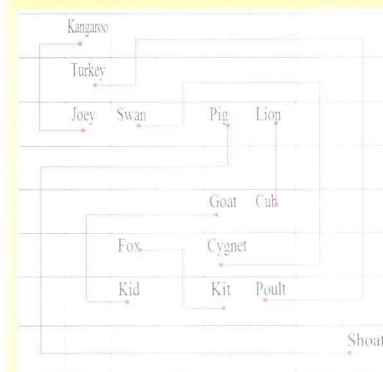 Kangaroo
Turkey
Joey Swan Pig Lion
Goat Cub
Fox Cygnet
Kid Kit Poult
Shoat